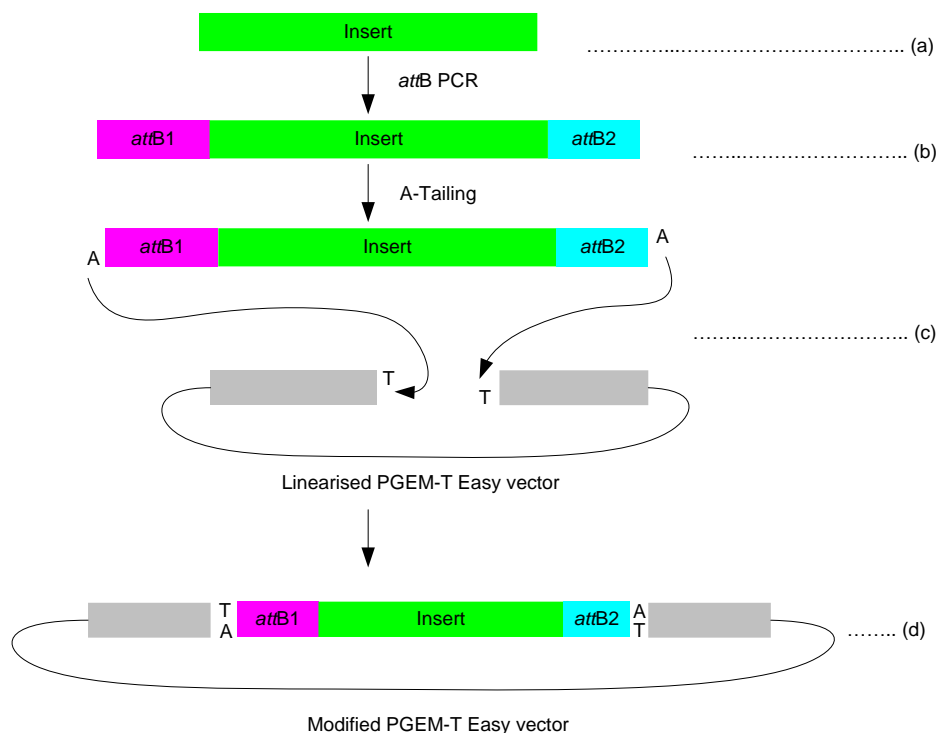 Insert
…………...…………………………….. (a)
attB PCR
attB1 Insert attB2
……..…………………….. (b)
A-Tailing
A attB1 Insert attB2 A
……..…………………….. (c)
T T
Linearised PGEM-T Easy vector
T attB1 Insert attB2 A
A T
…….. (d)
Modified PGEM-T Easy vector